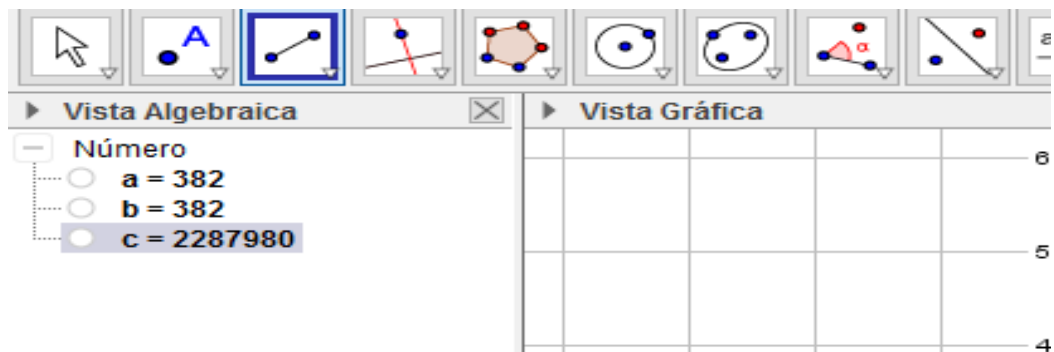 A
α
a
Vista Algebraica
Vista Gráfica
Número
a = 382
b = 382
c = 2287980
6
5
4